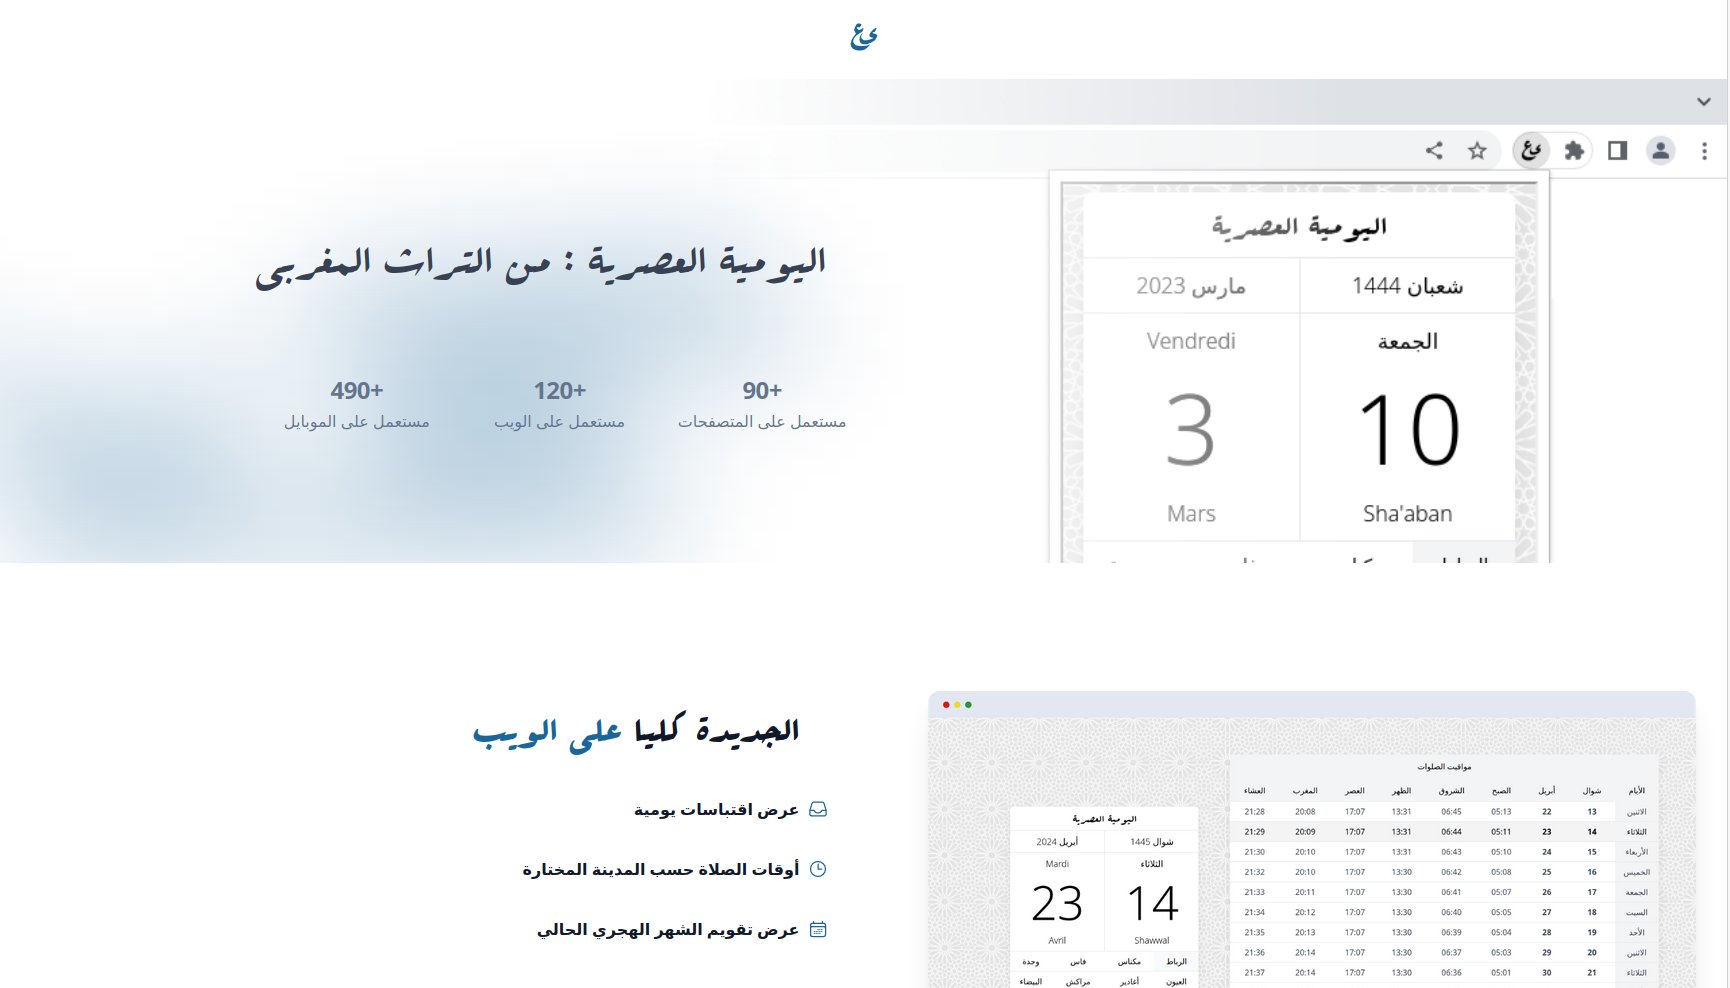 ىع
ىع
اليومية العصرية
شعبان 1444
مارس 2023
الجمعة
Vendredi
10
3
Sha'aban
Mars
اليومية العصرية : من التراث المغربي
90+
120+
490+
مستعمل على المتصفحات
مستعمل على الويب
مستعمل على الموبايل
الجديدة كليا على الويب
عرض اقتباسات يومية
أوقات الصلاة حسب المدينة المختارة
عرض تقويم الشهر الهجري الحالي
مواقيت الصلوات
الأيام شوال أبريل الصبح الشروق الظهر العصر المغرب العشاء
الاثنين 13 22 05:13 06:45 13:31 17:07 20:08 21:28
الثلاثاء 14 23 05:11 06:44 13:31 17:07 20:09 21:29
الأربعاء 15 24 05:10 06:43 13:31 17:07 20:10 21:30
الخميس 16 25 05:08 06:42 13:30 17:07 20:10 21:32
الجمعة 17 26 05:07 06:41 13:30 17:07 20:11 21:33
السبت 18 27 05:05 06:40 13:30 17:07 20:12 21:34
الأحد 19 28 05:04 06:39 13:30 17:07 20:13 21:35
الاثنين 20 29 05:03 06:37 13:30 17:07 20:14 21:36
الثلاثاء 21 30 05:01 06:36 13:30 17:07 20:14 21:37
اليومية العصرية
شوال 1445
أبريل 2024
الثلاثاء
Mardi
14
23
Shawwal
Avril
الرباط مكناس فاس وجدة
العيون أغادير مراكش البيضاء